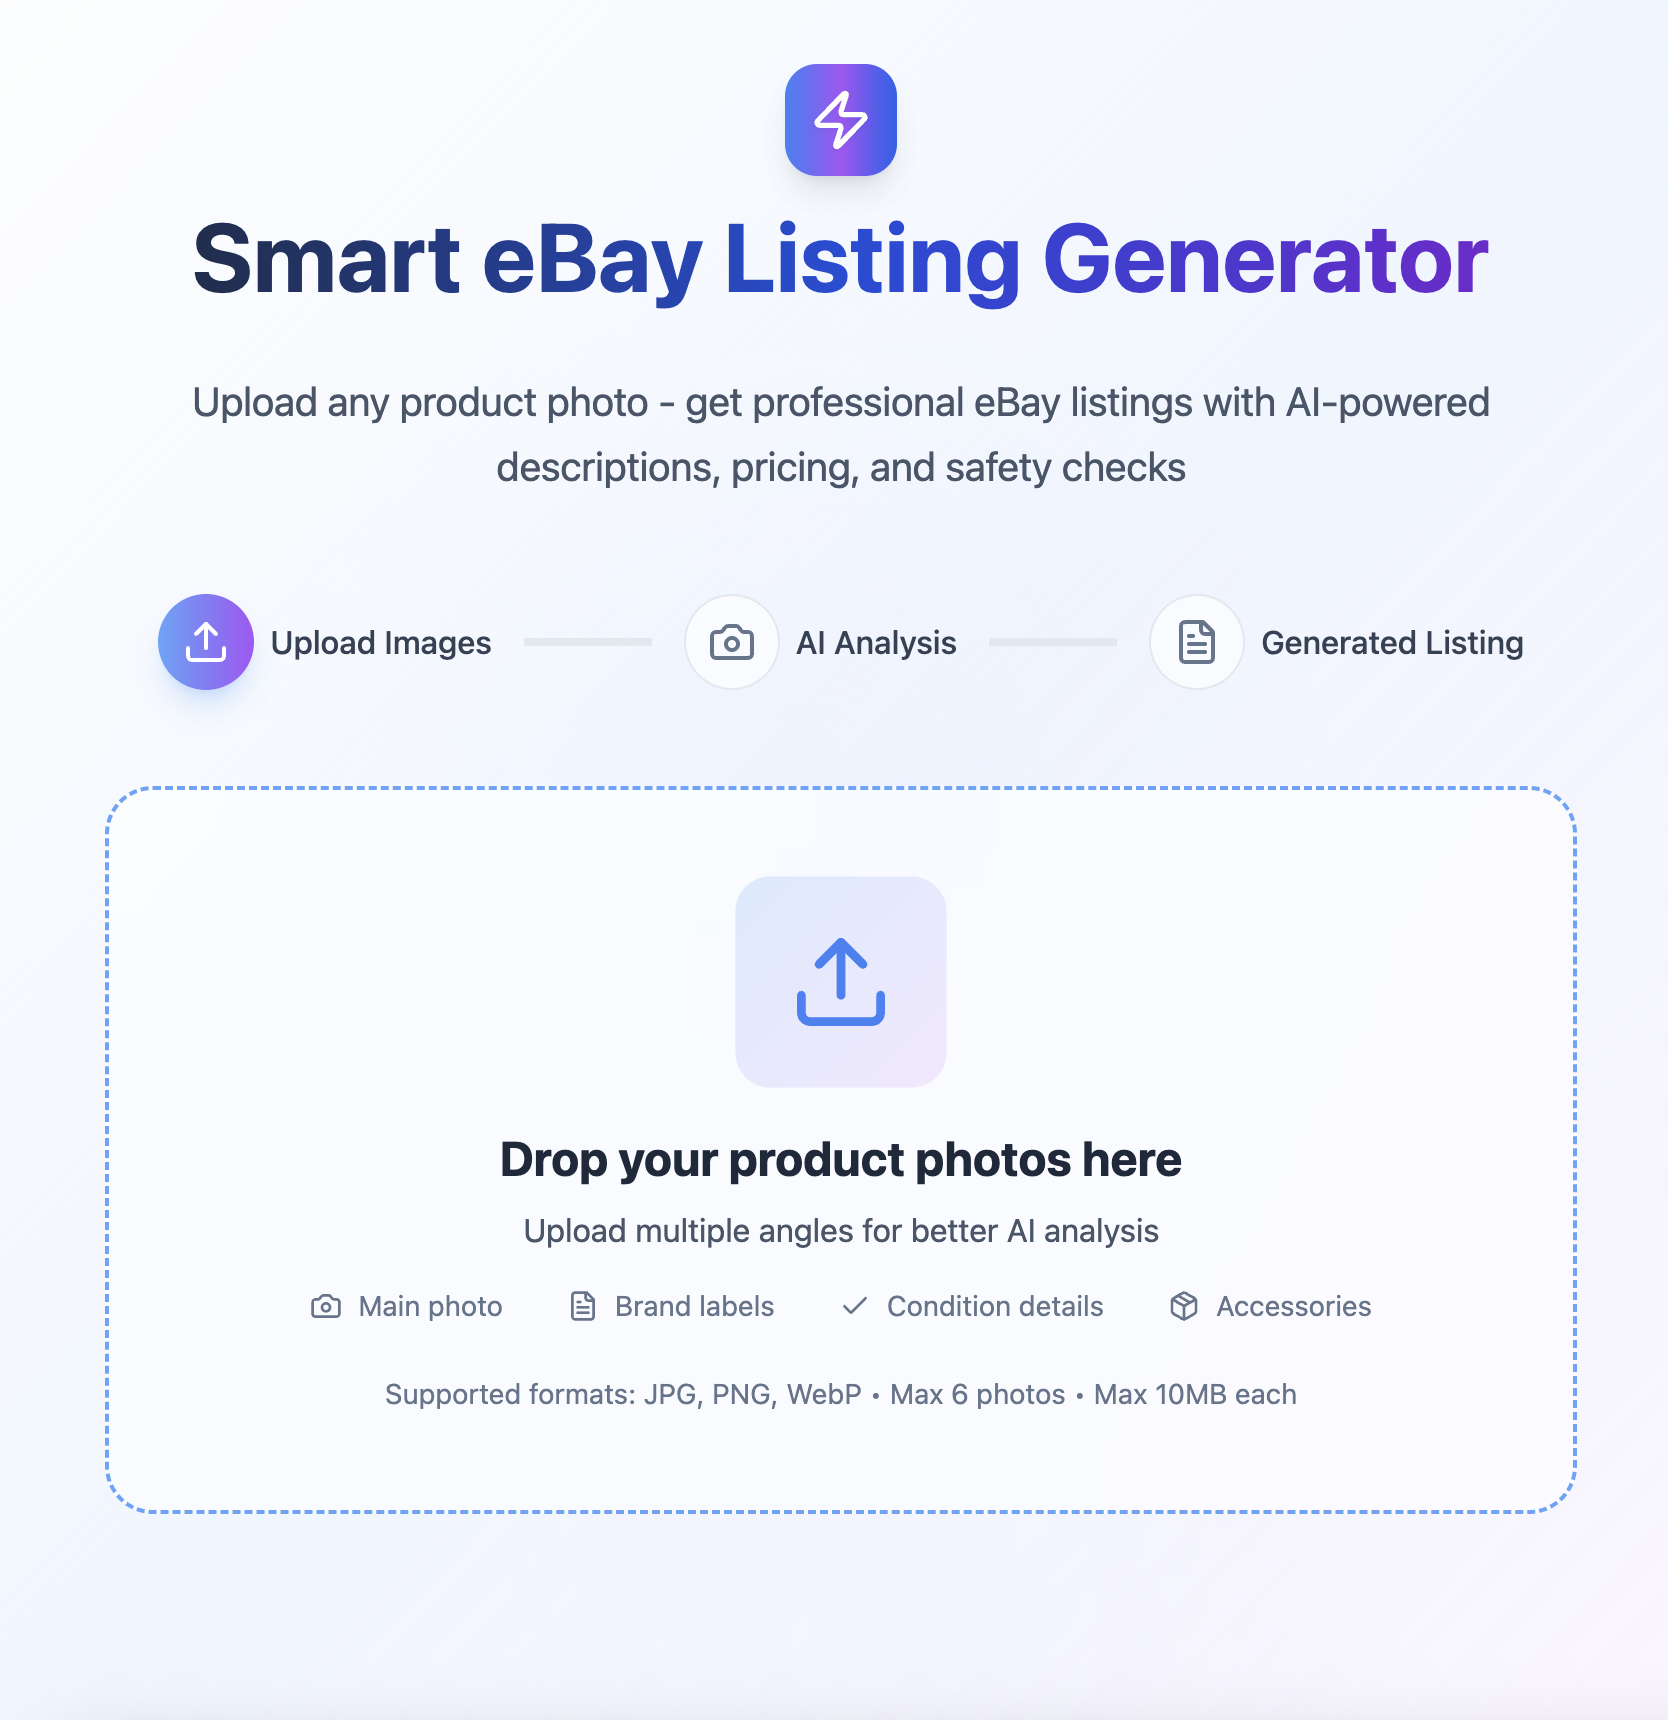 Smart eBay Listing Generator
Upload any product photo - get professional eBay listings with AI-powered
descriptions, pricing, and safety checks
Upload Images
AI Analysis
Generated Listing
Drop your product photos here
Upload multiple angles for better AI analysis
Main photo
Brand labels
Condition details
Accessories
Supported formats: JPG, PNG, WebP • Max 6 photos • Max 10MB each